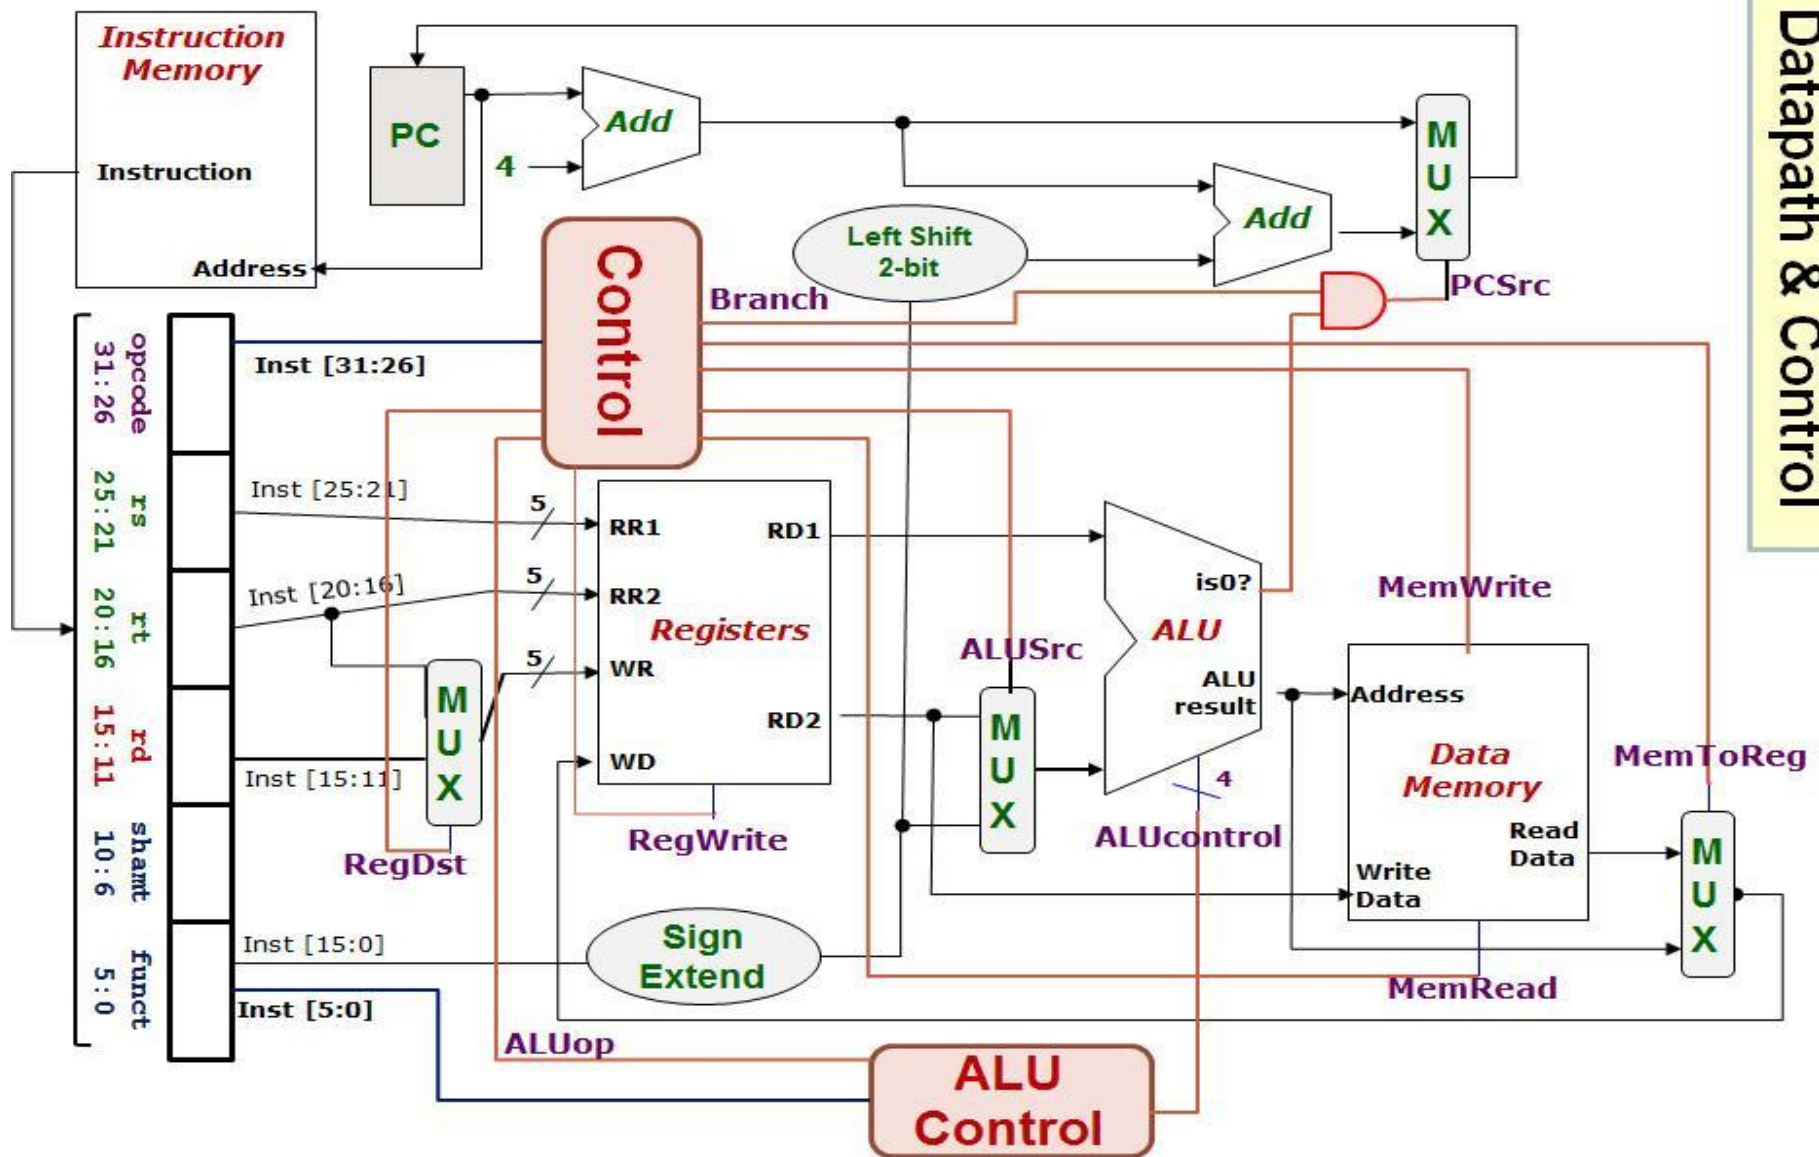 Datapath & Control
Instruction
Memory
Instruction
Address
PC
4
Add
Add
MUX
Left Shift
2-bit
PCSrc
Control
Branch
opcode
31:26
rs
25:21
rt
20:16
rd
15:11
shamt
10:6
funct
5:0
Inst [31:26]
Inst [25:21]
Inst [20:16]
Inst [15:11]
Inst [15:0]
Inst [5:0]
5
5
5
MUX
RegDst
RR1
RR2
WR
WD
RD1
RD2
Registers
RegWrite
Sign
Extend
ALUSrc
MUX
is0?
ALU
ALU
result
4
ALUcontrol
MemWrite
Address
Data
Memory
Read
Data
Write
Data
MemRead
MemToReg
MUX
ALUop
ALU
Control